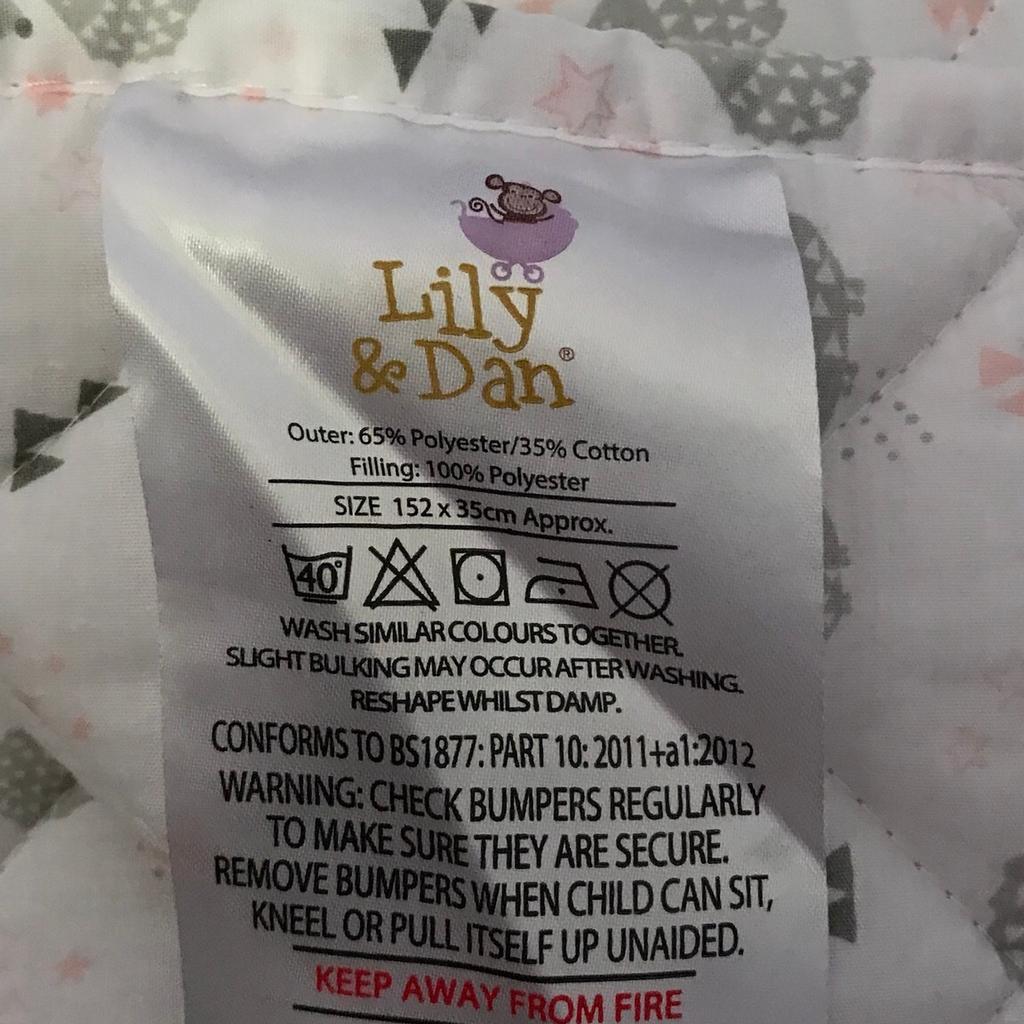 Lily
& Dan®
Outer: 65% Polyester/35% Cotton
Filling: 100% Polyester
SIZE 152 x 35cm Approx.
40°
WASH SIMILAR COLOURS TOGETHER.
SLIGHT BULKING MAY OCCUR AFTER WASHING.
RESHAPE WHILST DAMP.
CONFORMS TO BS1877: PART 10: 2011+a1:2012
WARNING: CHECK BUMPERS REGULARLY
TO MAKE SURE THEY ARE SECURE.
REMOVE BUMPERS WHEN CHILD CAN SIT,
KNEEL OR PULL ITSELF UP UNAIDED.
KEEP AWAY FROM FIRE